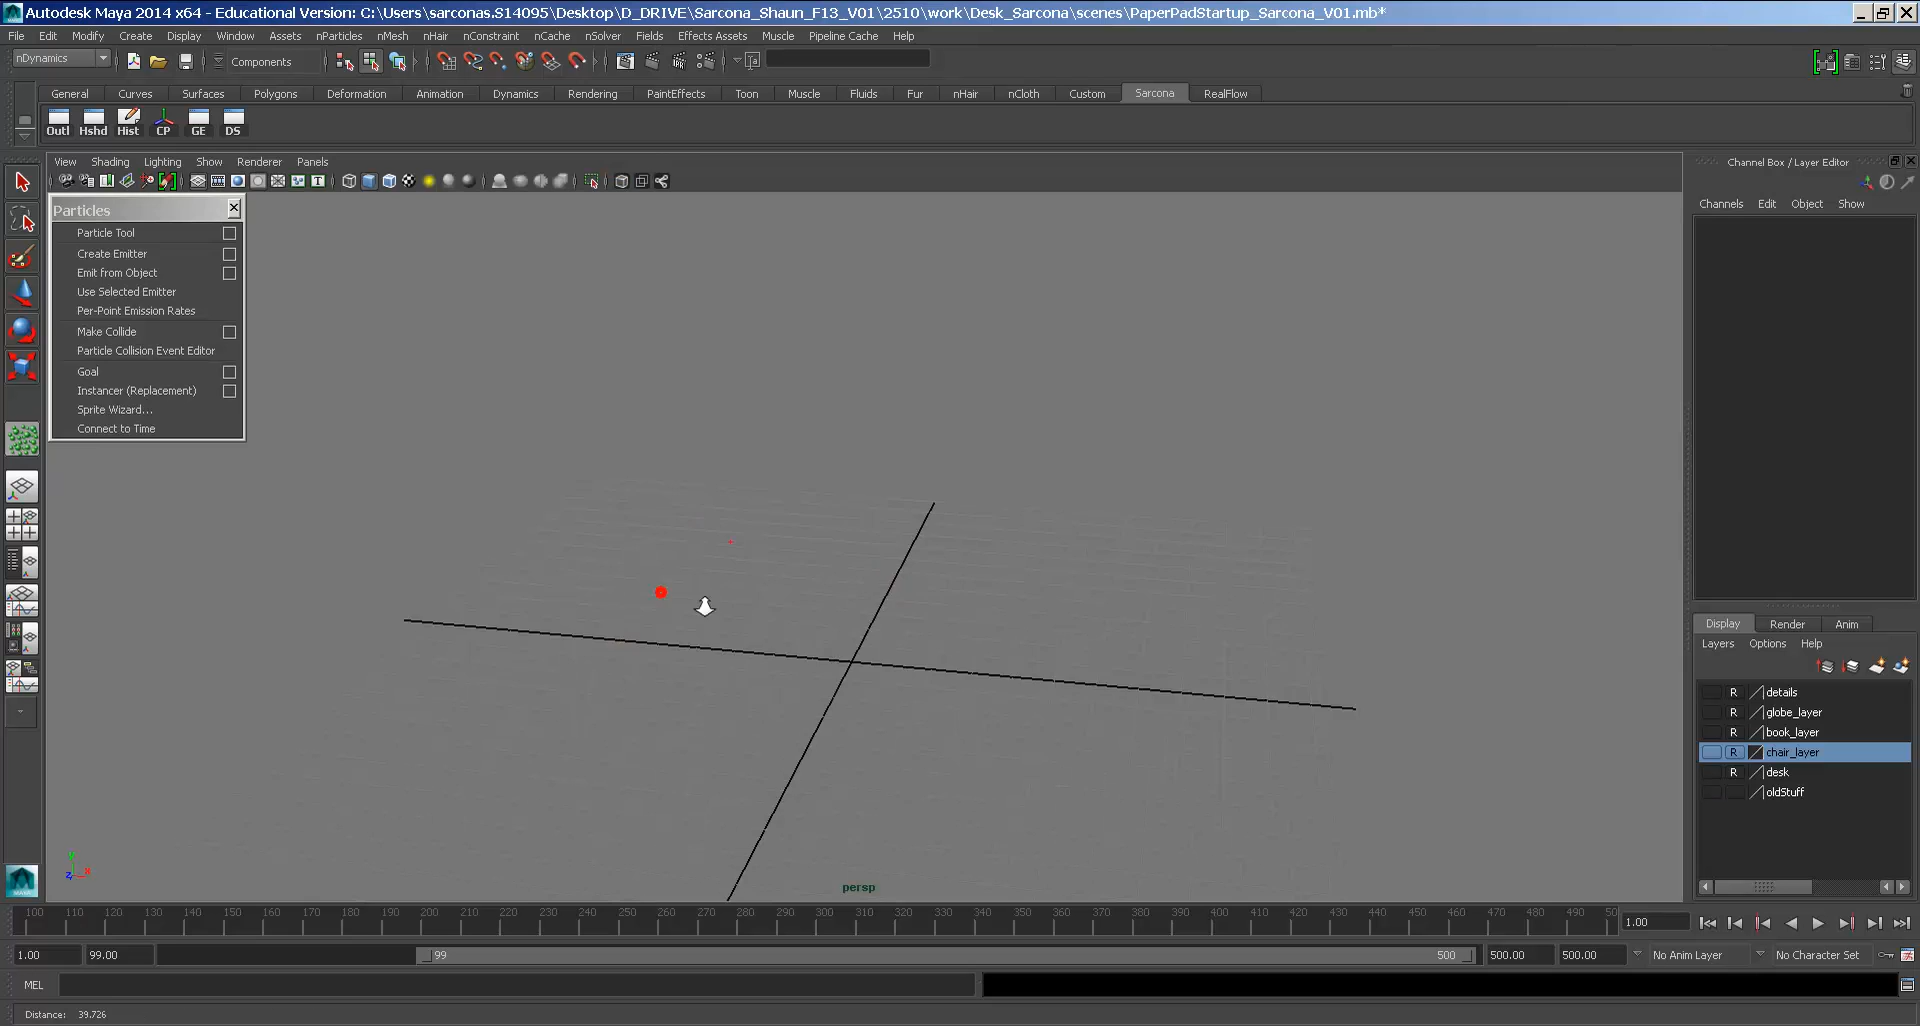 Autodesk Maya 2014 x64 - Educational Version: C:\Users\sarconas.S14095\Desktop\D_DRIVE\Sarcona_Shaun_F13_V01\2510\work\Desk_Sarcona\scenes\PaperPadStartup_Sarcona_V01.mb*
File Edit Modify Create Display Window Assets nParticles nMesh nHair nConstraint nCache nSolver Fields Effects Assets Muscle Pipeline Cache Help
nDynamics Components
General Curves Surfaces Polygons Deformation Animation Dynamics Rendering PaintEffects Toon Muscle Fluids Fur nHair nCloth Custom Sarcona RealFlow
Outl Hshd Hist CP GE DS
View Shading Lighting Show Renderer Panels
Channel Box / Layer Editor
Channels Edit Object Show
Particles
Particle Tool
Create Emitter
Emit from Object
Use Selected Emitter
Per-Point Emission Rates
Make Collide
Particle Collision Event Editor
Goal
Instancer (Replacement)
Sprite Wizard...
Connect to Time
Display Render Anim
Layers Options Help
R details
R globe_layer
R book_layer
R chair_layer
R desk
oldStuff
y
z x
persp
100 110 120 130 140 150 160 170 180 190 200 210 220 230 240 250 260 270 280 290 300 310 320 330 340 350 360 370 380 390 400 410 420 430 440 450 460 470 480 490 50
1.00
1.00 99.00 99 500 500.00 500.00 No Anim Layer No Character Set
MEL
Distance: 39.726